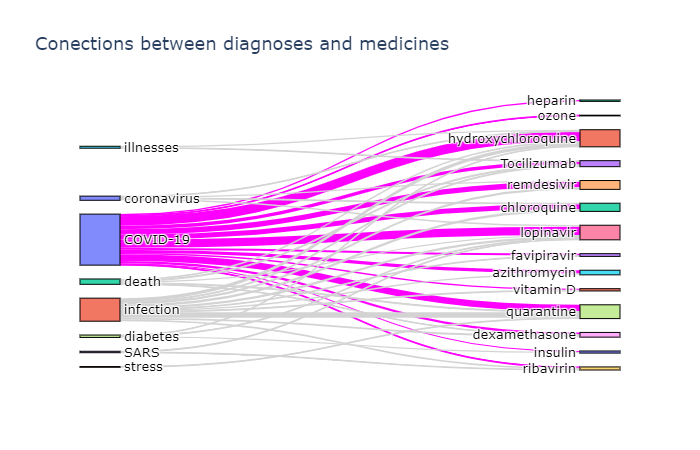 Conections between diagnoses and medicines
illnesses
coronavirus
COVID-19
death
infection
diabetes
SARS
stress
heparin
ozone
hydroxychloroquine
Tocilizumab
remdesivir
chloroquine
lopinavir
favipiravir
azithromycin
vitamin D
quarantine
dexamethasone
insulin
ribavirin